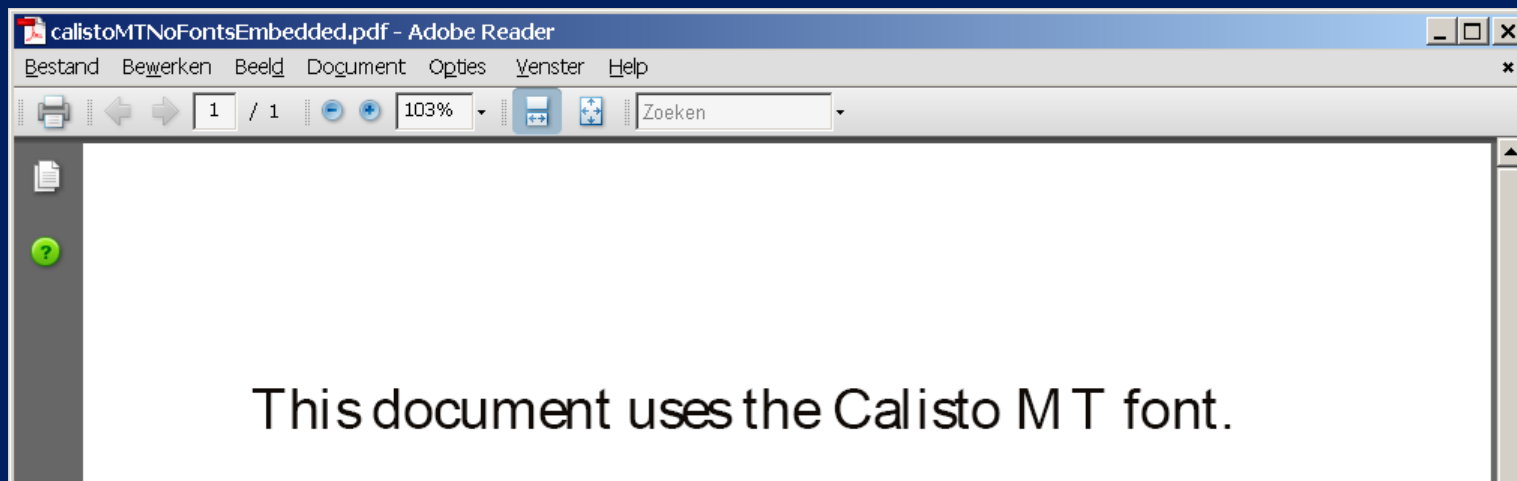 calistoMTNoFontsEmbedded.pdf - Adobe Reader
Bestand Bewerken Beeld Document Opties Venster Help
1 / 1 103% Zoeken
This document uses the Calisto MT font.